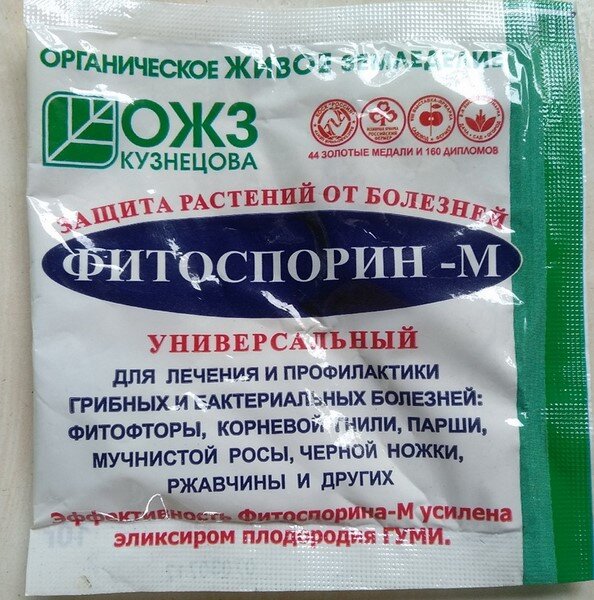 ОРГАНИЧЕСКОЕ ЖИВОЕ ЗЕМЛЕДЕЛИЕ
ОЖЗ
КУЗНЕЦОВА
44 ЗОЛОТЫЕ МЕДАЛИ И 160 ДИПЛОМОВ
ЗАЩИТА РАСТЕНИЙ ОТ БОЛЕЗНЕЙ
ФИТОСПОРИН -М
УНИВЕРСАЛЬНЫЙ
ДЛЯ ЛЕЧЕНИЯ И ПРОФИЛАКТИКИ
ГРИБНЫХ И БАКТЕРИАЛЬНЫХ БОЛЕЗНЕЙ:
ФИТОФТОРЫ, КОРНЕВОЙ ГНИЛИ, ПАРШИ,
МУЧНИСТОЙ РОСЫ, ЧЕРНОЙ НОЖКИ,
РЖАВЧИНЫ И ДРУГИХ
Эффективность Фитоспорина-М усилена
эликсиром плодородия ГУМИ.